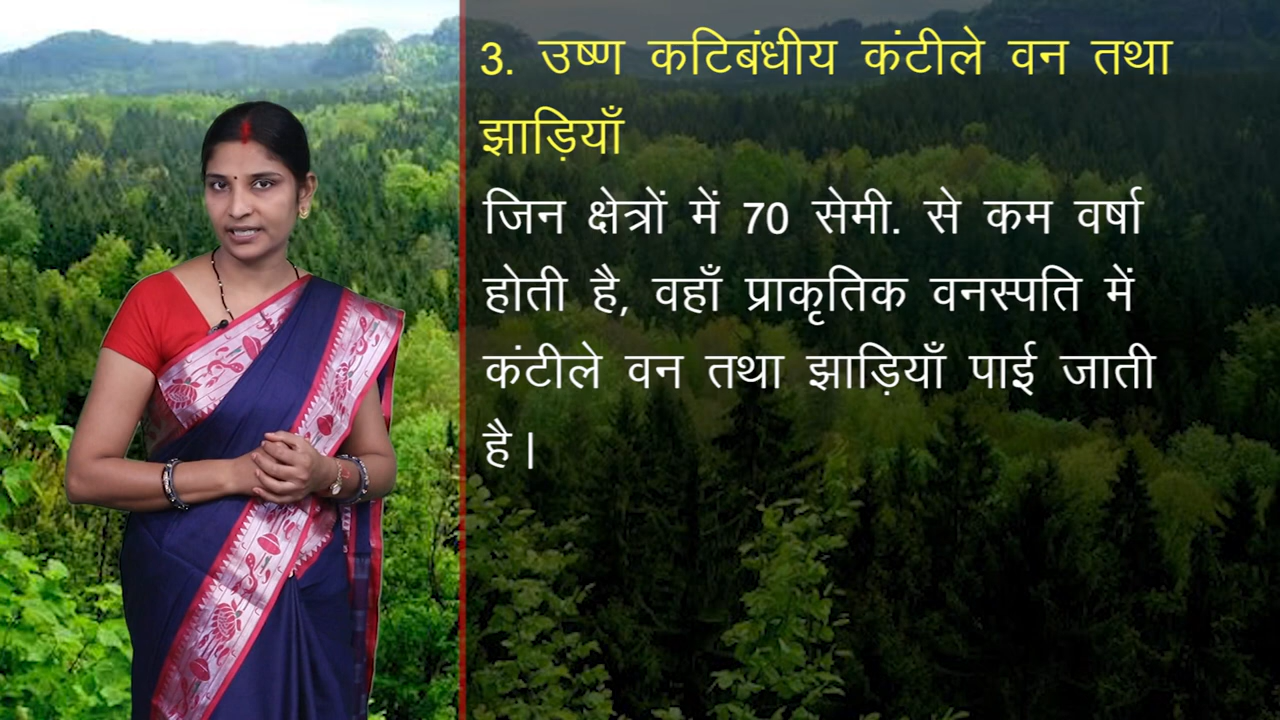 3. उष्ण कटिबंधीय कंटीले वन तथा
झाड़ियाँ
जिन क्षेत्रों में 70 सेमी. से कम वर्षा
होती है, वहाँ प्राकृतिक वनस्पति में
कंटीले वन तथा झाड़ियाँ पाई जाती
है।